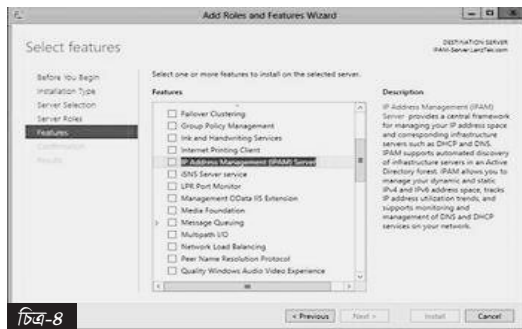 Add Roles and Features Wizard
Select features
DESTINATION SERVER
IPAM-Server.LanzTek.com
Before You Begin
Installation Type
Server Selection
Server Roles
Features
Confirmation
Results
Select one or more features to install on the selected server.
Features
Failover Clustering
Group Policy Management
Ink and Handwriting Services
Internet Printing Client
IP Address Management (IPAM) Server
iSNS Server service
LPR Port Monitor
Management OData IIS Extension
Media Foundation
Message Queuing
Multipath I/O
Network Load Balancing
Peer Name Resolution Protocol
Quality Windows Audio Video Experience
Description
IP Address Management (IPAM)
Server provides a central framework
for managing your IP address space
and corresponding infrastructure
servers such as DHCP and DNS.
IPAM supports automated discovery
of infrastructure servers in an Active
Directory forest. IPAM allows you to
manage your dynamic and static
IPv4 and IPv6 address space, tracks
IP address utilization trends, and
supports monitoring and
management of DNS and DHCP
services on your network.
< Previous
Next >
Install
Cancel
চিত্র-৪